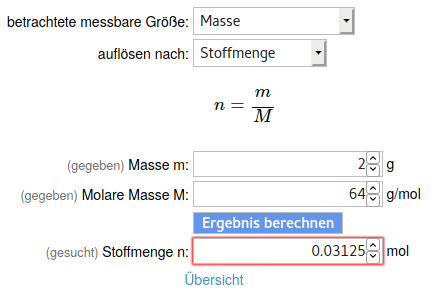 betrachtete messbare Größe: Masse
auflösen nach: Stoffmenge
n = m/M
(gegeben) Masse m: 2 g
(gegeben) Molare Masse M: 64 g/mol
Ergebnis berechnen
(gesucht) Stoffmenge n: 0.03125 mol
Übersicht